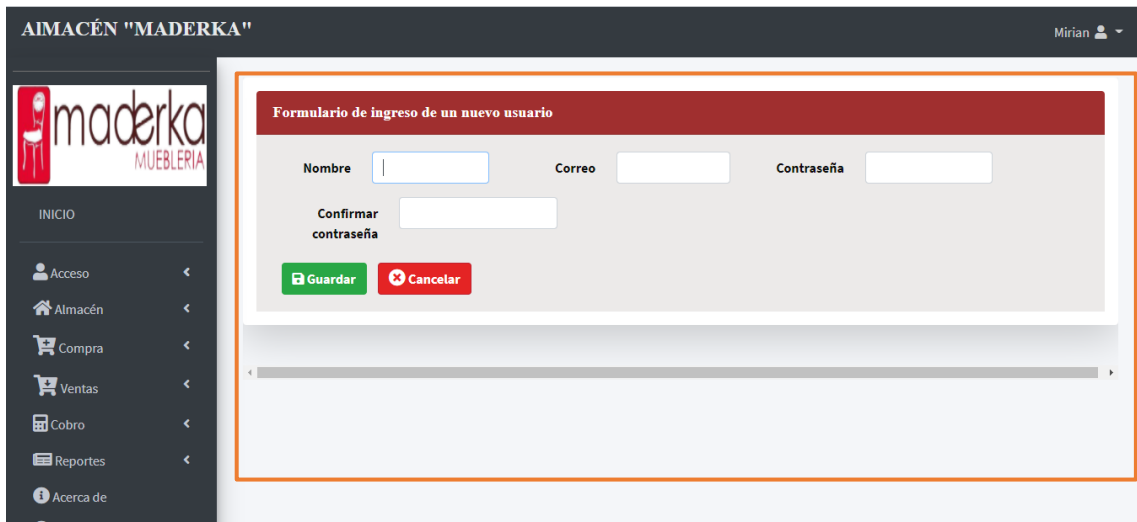 AlMACÉN "MADERKA"
Mirian
maderka
MUEBLERIA
INICIO
Acceso
Almacén
Compra
Ventas
Cobro
Reportes
Acerca de
Formulario de ingreso de un nuevo usuario
Nombre
Correo
Contraseña
Confirmar
contraseña
Guardar
Cancelar